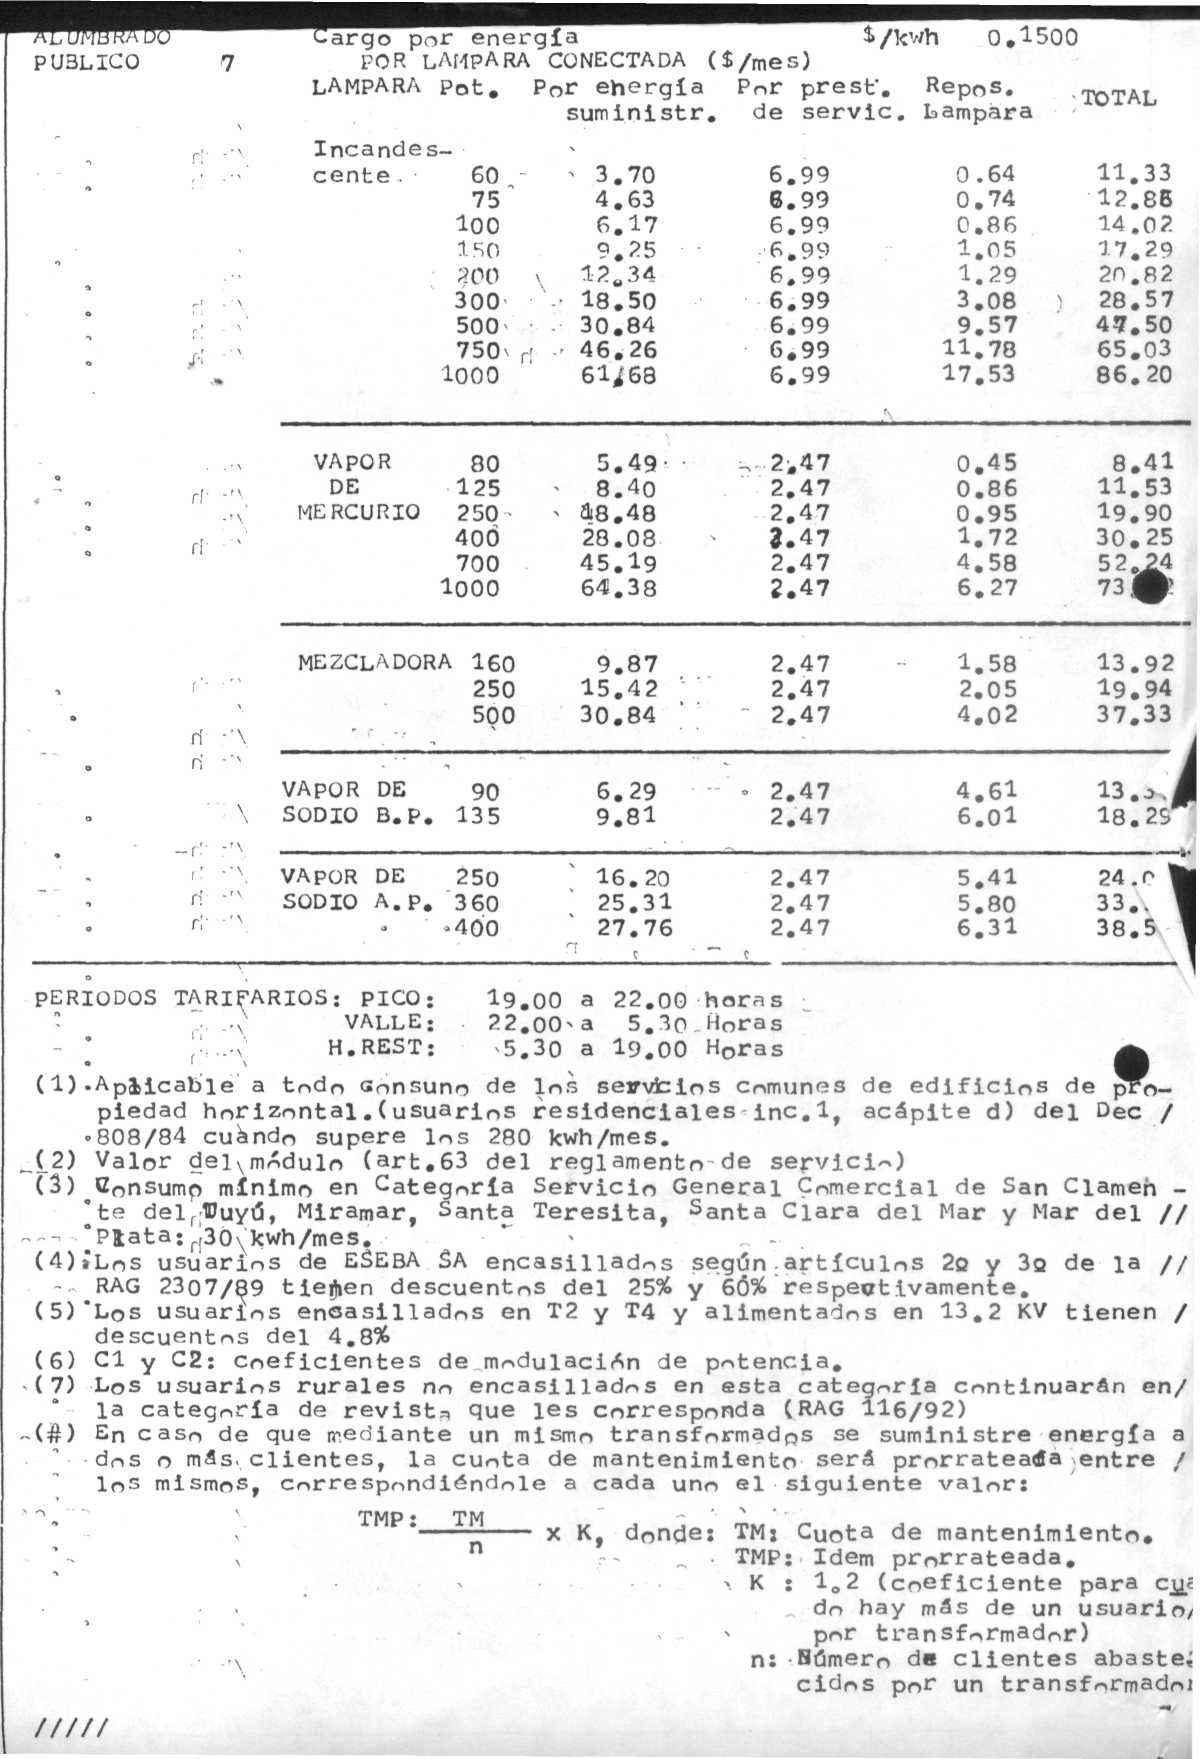 ALUMBRADO Cargo por energía $/kwh 0.1500
PUBLICO 7 POR LAMPARA CONECTADA ($/mes)
LAMPARA Pot. Por energía Por prest. Repos. TOTAL
suministr. de servic. Lampara
Incandes-
cente. 60 3.70 6.99 0.64 11.33
75 4.63 6.99 0.74
100 6.17 6.99 0.86 14.02
150 9.25 6.99 1.05 17.29
200 12.34 6.99 1.29 20.82
300 18.50 6.99 3.08 28.57
500 30.84 6.99 9.57 47.50
750 46.26 6.99 11.78 65.03
1000 61.68 6.99 17.53 86.20
VAPOR 80 5.49 2.47 0.45 8.41
DE 125 8.40 2.47 0.86 11.53
MERCURIO 250 18.48 2.47 0.95 19.90
400 28.08 2.47 1.72 30.25
700 45.19 2.47 4.58 52.24
1000 64.38 2.47 6.27
MEZCLADORA 160 9.87 2.47 1.58 13.92
250 15.42 2.47 2.05 19.94
500 30.84 2.47 4.02 37.33
VAPOR DE 90 6.29 2.47 4.61
SODIO B.P. 135 9.81 2.47 6.01 18.29
VAPOR DE 250 16.20 2.47 5.41
SODIO A.P. 360 25.31 2.47 5.80
400 27.76 2.47 6.31 38.5
PERIODOS TARIFARIOS: PICO: 19.00 a 22.00 horas
VALLE: 22.00 a 5.30 Horas
H.REST: 5.30 a 19.00 Horas
(1) Aplicable a todo consuno de los servicios comunes de edificios de pro-
piedad horizontal.(usuarios residenciales inc.1, acápite d) del Dec /
808/84 cuando supere los 280 kwh/mes.
(2) Valor del módulo (art.63 del reglamento de servicio)
(3) Consumo mínimo en Categoría Servicio General Comercial de San Clamen -
te del Tuyú, Miramar, Santa Teresita, Santa Clara del Mar y Mar del //
Plata: 30 kwh/mes.
(4) Los usuarios de ESEBA SA encasillados según artículos 2º y 3º de la //
RAG 2307/89 tienen descuentos del 25% y 60% respectivamente.
(5) Los usuarios encasillados en T2 y T4 y alimentados en 13.2 KV tienen /
descuentos del 4.8%
(6) C1 y C2: coeficientes de modulación de potencia.
(7) Los usuarios rurales no encasillados en esta categoría continuarán en/
la categoría de revista que les corresponda (RAG 116/92)
(#) En caso de que mediante un mismo transformados se suministre energía a
dos o más clientes, la cuota de mantenimiento será prorrateada entre /
los mismos, correspondiéndole a cada uno el siguiente valor:
TMP: TM
n x K, donde: TM: Cuota de mantenimiento.
TMP: Idem prorrateada.
K : 1.2 (coeficiente para cua
do hay más de un usuario/
por transformador)
n: Número de clientes abaste-
cidos por un transformador
/////